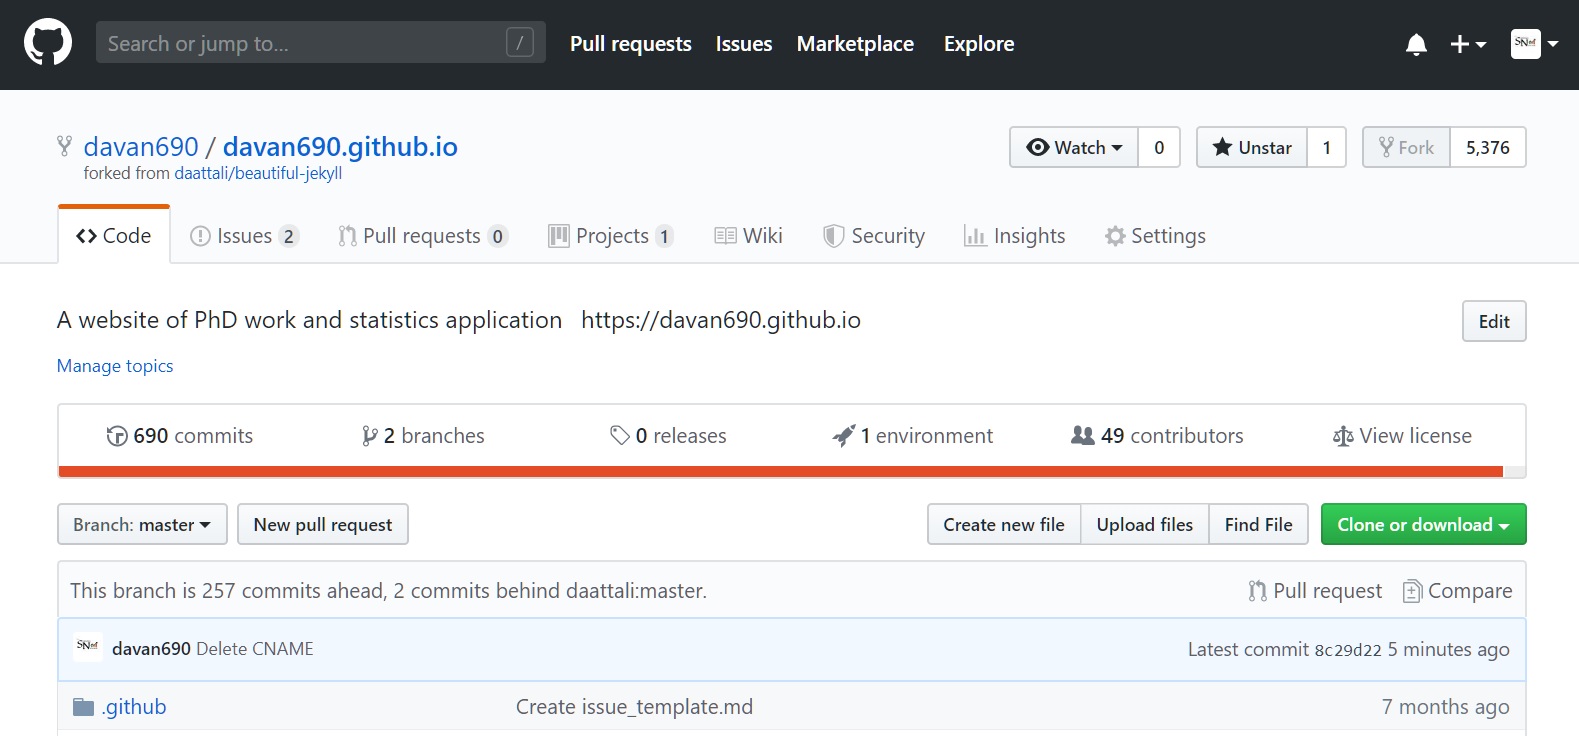 Search or jump to... / Pull requests Issues Marketplace Explore
davan690 / davan690.github.io Watch 0 Unstar 1 Fork 5,376
forked from daattali/beautiful-jekyll
Code Issues 2 Pull requests 0 Projects 1 Wiki Security Insights Settings
A website of PhD work and statistics application https://davan690.github.io Edit
Manage topics
690 commits 2 branches 0 releases 1 environment 49 contributors View license
Branch: master New pull request Create new file Upload files Find File Clone or download
This branch is 257 commits ahead, 2 commits behind daattali:master. Pull request Compare
davan690 Delete CNAME Latest commit 8c29d22 5 minutes ago
.github Create issue_template.md 7 months ago